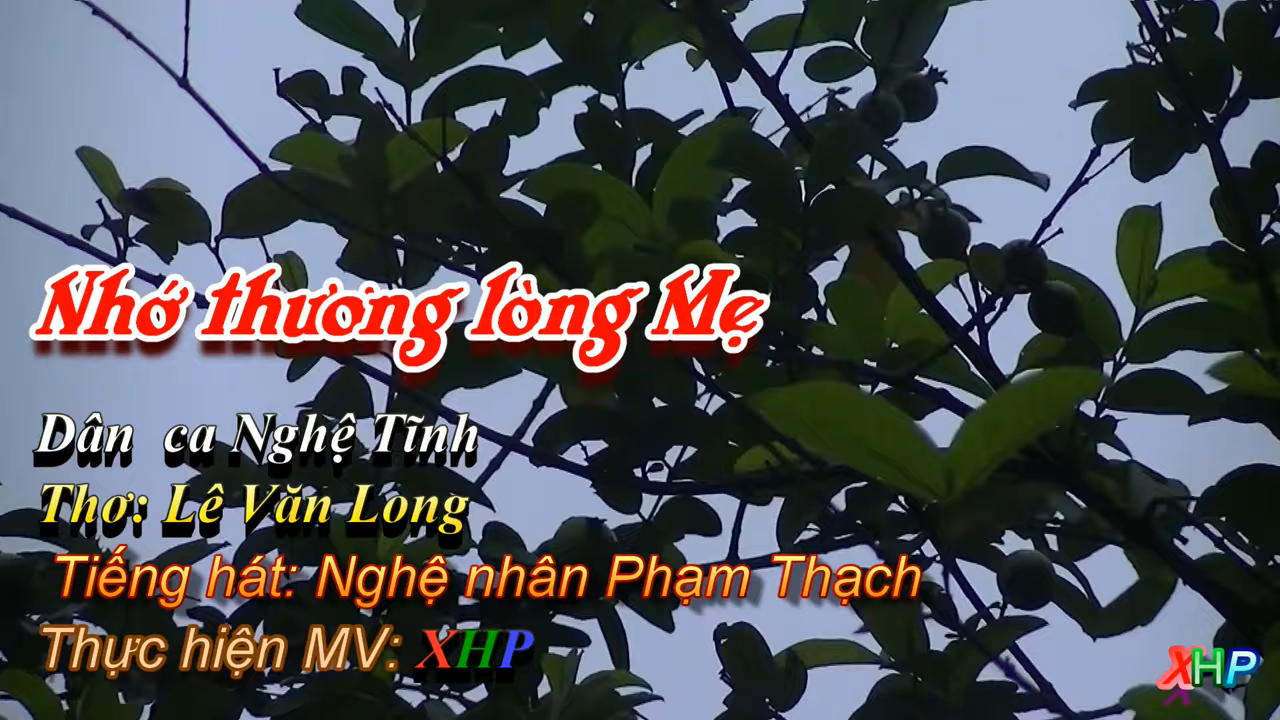 Nhớ thương lòng Mẹ
Dân ca Nghệ Tĩnh
Thơ: Lê Văn Long
Tiếng hát: Nghệ nhân Phạm Thạch
Thực hiện MV: XHP
XHP